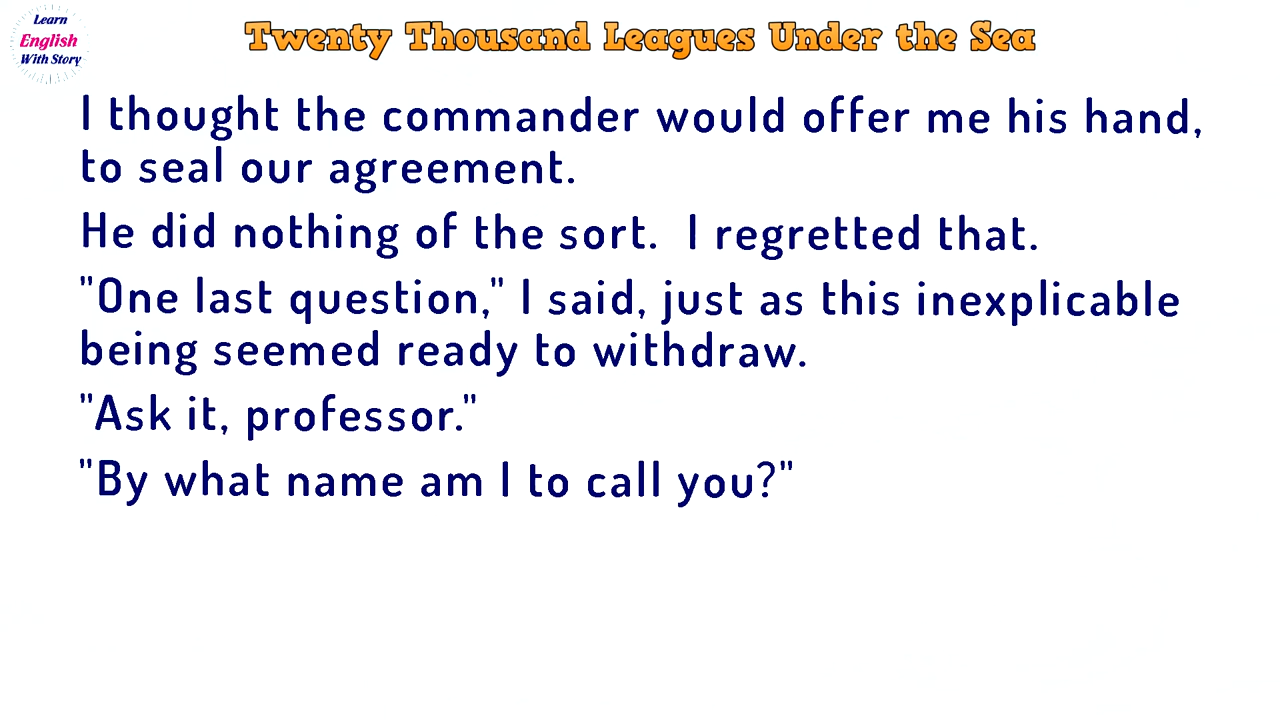 Learn
English
With Story
Twenty Thousand Leagues Under the Sea
I thought the commander would offer me his hand,
to seal our agreement.
He did nothing of the sort.  I regretted that.
"One last question," I said, just as this inexplicable
being seemed ready to withdraw.
"Ask it, professor."
"By what name am I to call you?"